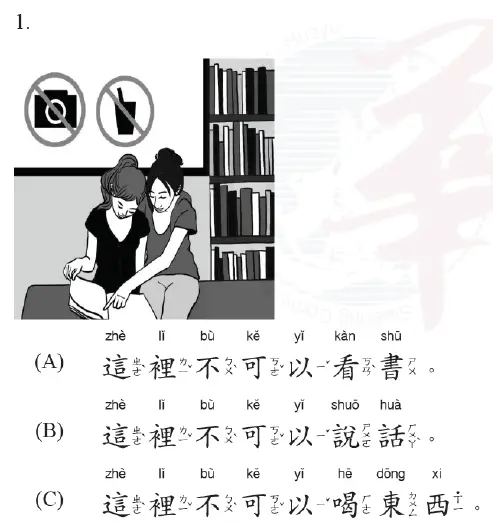 1.
zhè lǐ bù kě yǐ kàn shū
(A) 這ㄓㄜˋ裡ㄌㄧˇ不ㄅㄨˋ可ㄎㄜˇ以ㄧˇ看ㄎㄢˋ書ㄕㄨ。
zhè lǐ bù kě yǐ shuō huà
(B) 這ㄓㄜˋ裡ㄌㄧˇ不ㄅㄨˋ可ㄎㄜˇ以ㄧˇ說ㄕㄨㄛ話ㄏㄨㄚˋ。
zhè lǐ bù kě yǐ hē dōng xi
(C) 這ㄓㄜˋ裡ㄌㄧˇ不ㄅㄨˋ可ㄎㄜˇ以ㄧˇ喝ㄏㄜ東ㄉㄨㄥ西˙ㄒㄧ。